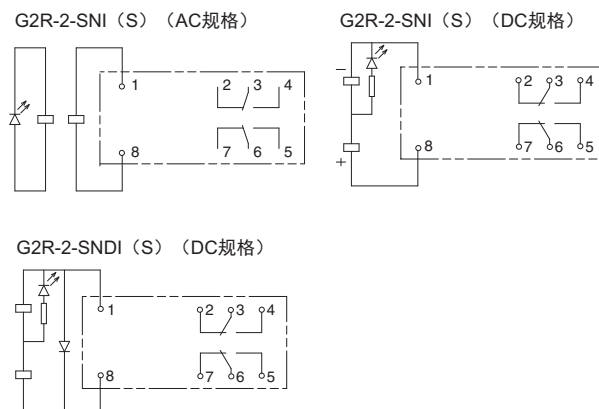 G2R-2-SNI（S）（AC规格）
1 2 3 4
8 7 6 5
G2R-2-SNI（S）（DC规格）
− 1 2 3 4
+ 8 7 6 5
G2R-2-SNDI（S）（DC规格）
1 2 3 4
8 7 6 5